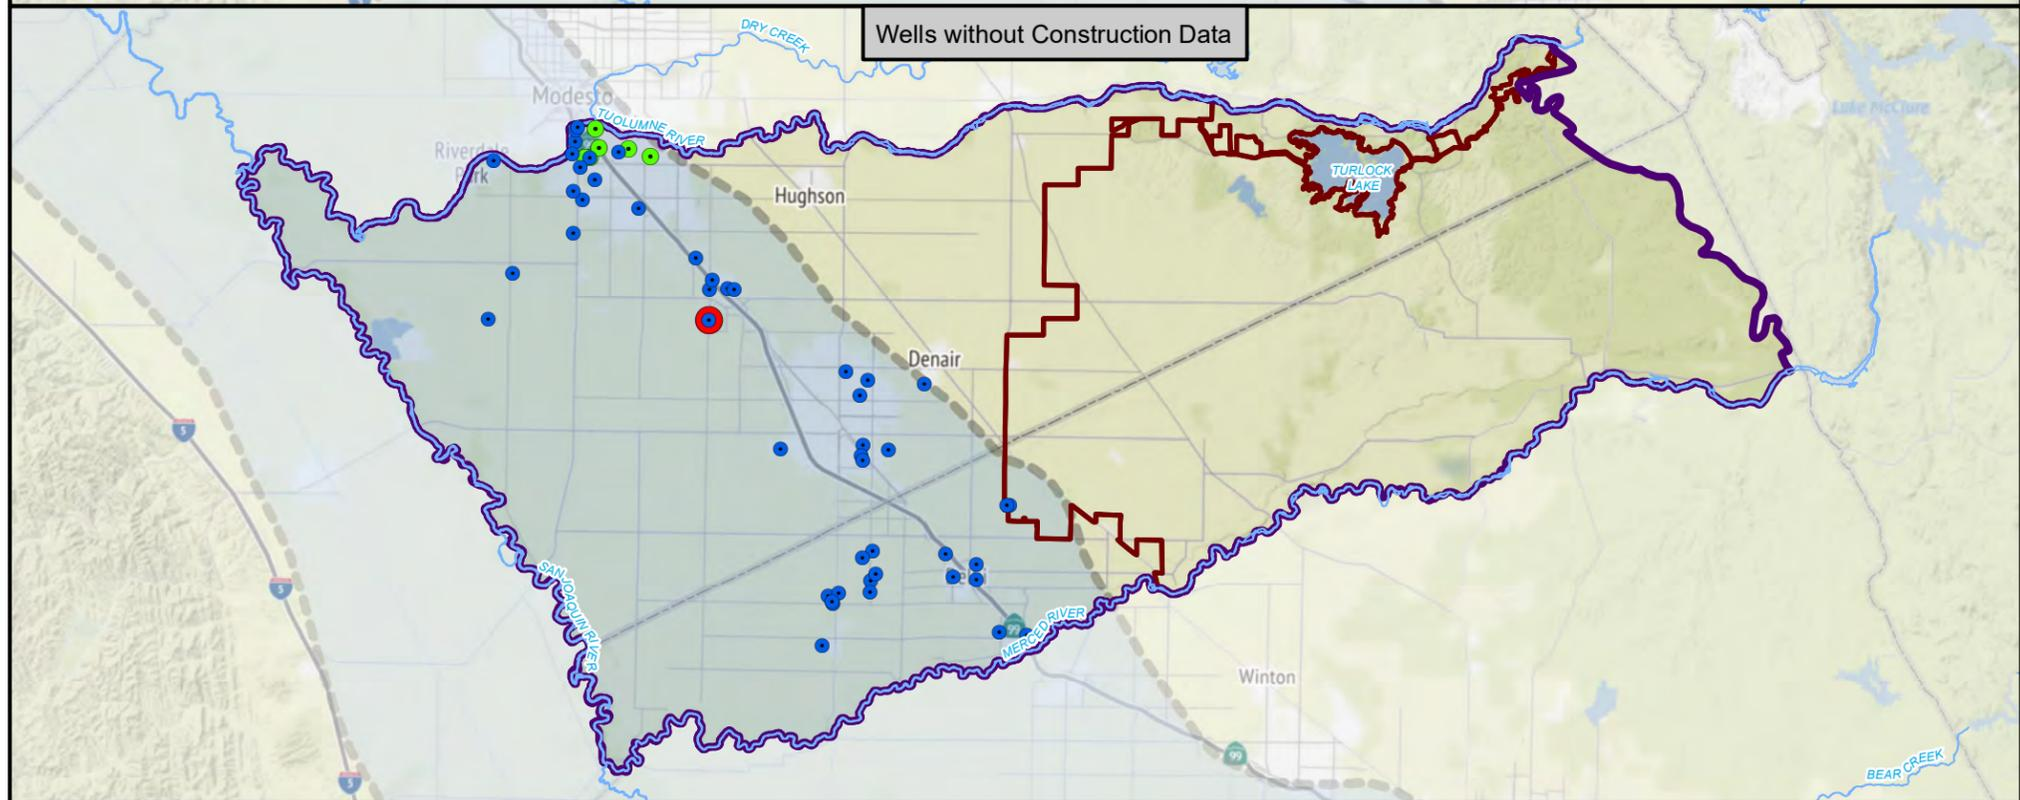 Wells without Construction Data
DRY CREEK
Modesto
TUOLUMNE RIVER
Riverdale
Park
Hughson
TURLOCK
LAKE
Lake McClure
Denair
5
5
5
SAN JOAQUIN RIVER
99
MERCED RIVER
Winton
99
BEAR CREEK